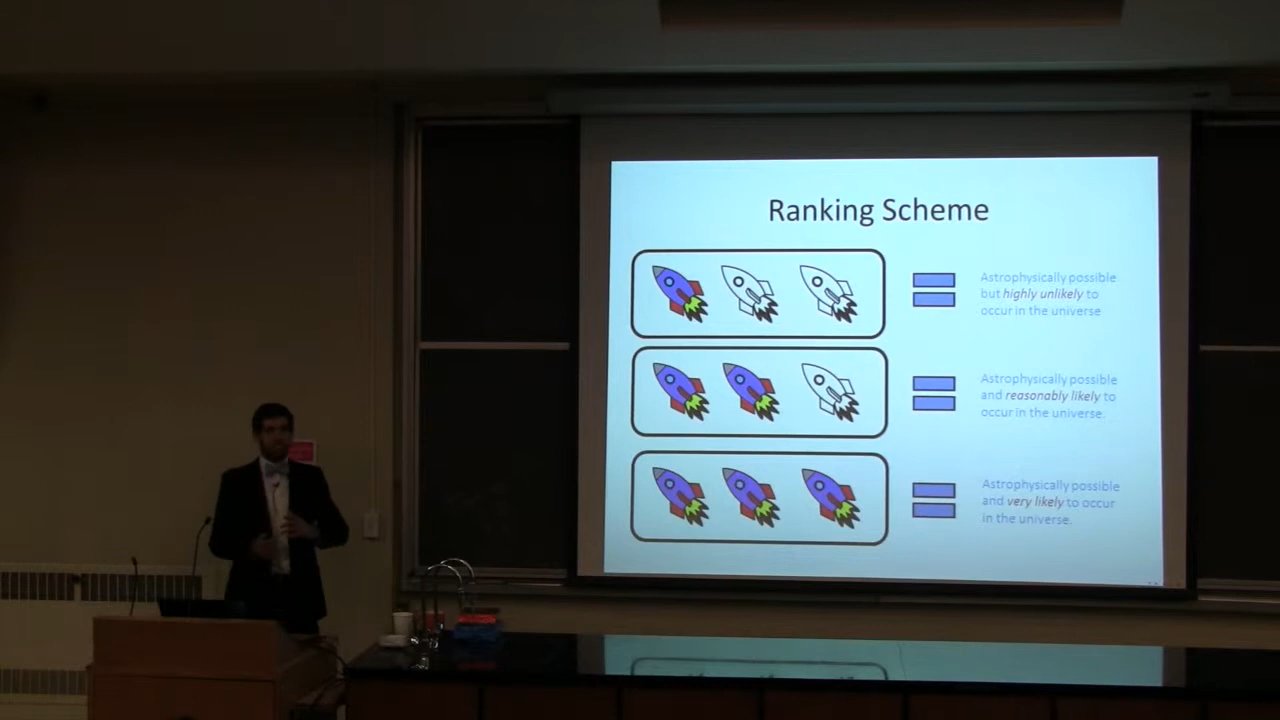 Ranking Scheme
Astrophysically possible
but highly unlikely to
occur in the universe
Astrophysically possible
and reasonably likely to
occur in the universe.
Astrophysically possible
and very likely to occur
in the universe.